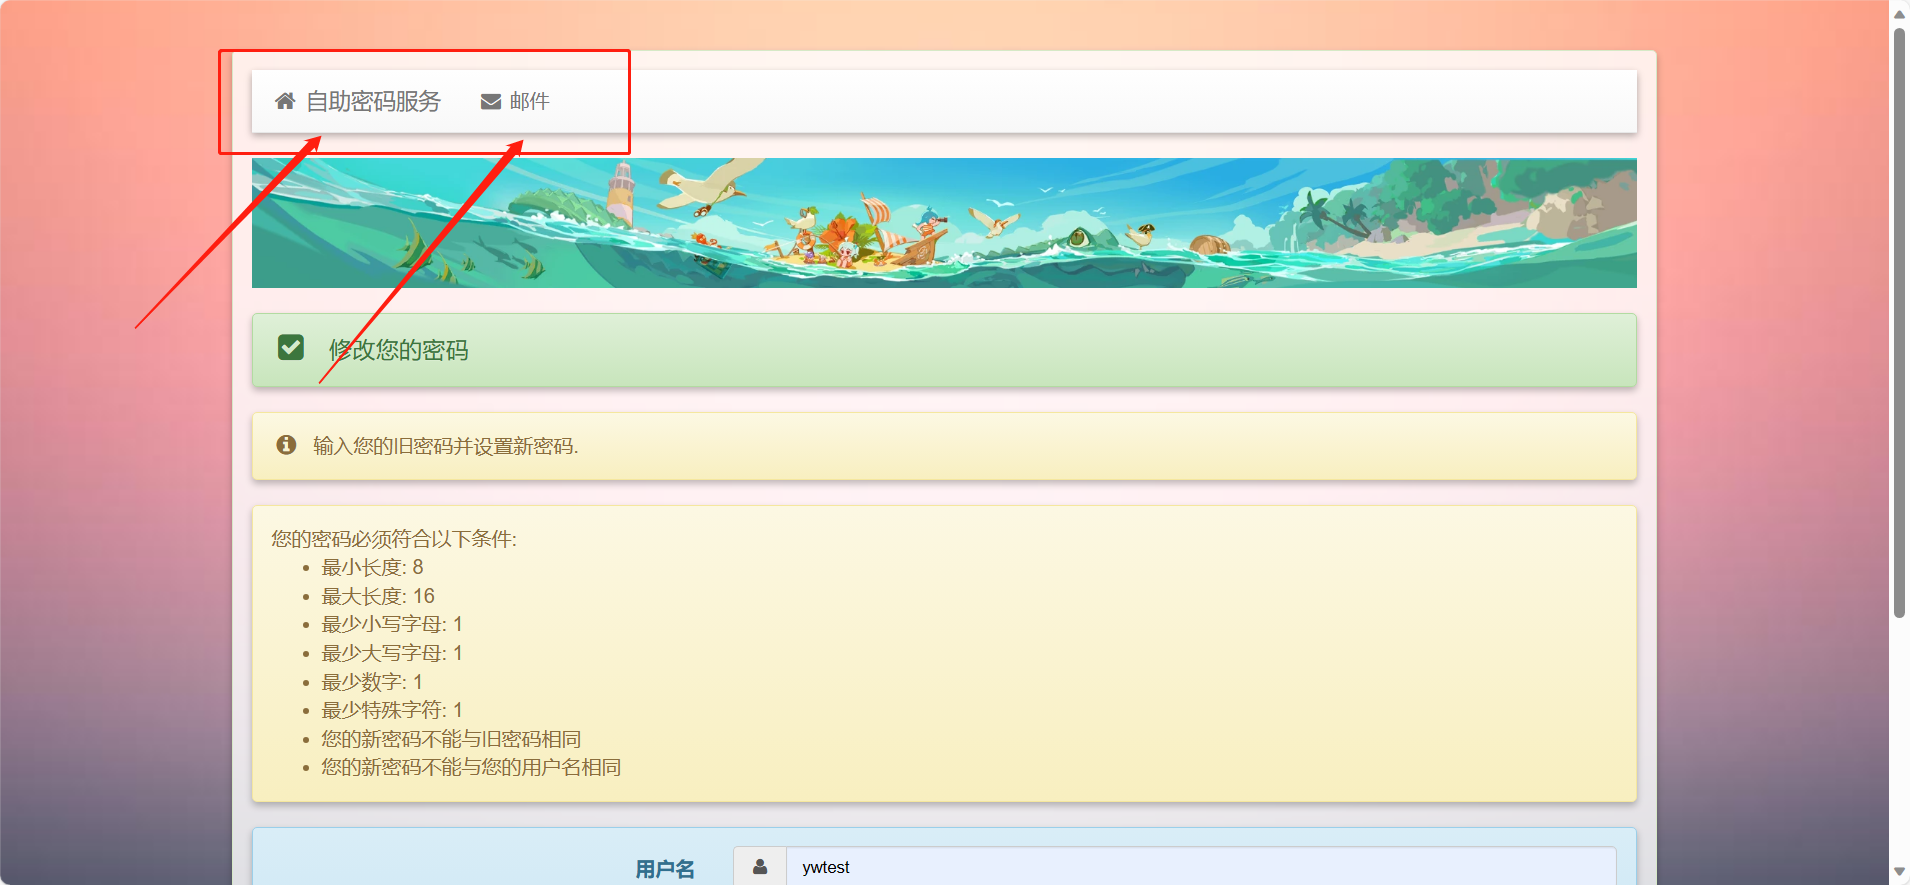 自助密码服务 邮件
修改您的密码
输入您的旧密码并设置新密码.
您的密码必须符合以下条件:
最小长度: 8
最大长度: 16
最少小写字母: 1
最少大写字母: 1
最少数字: 1
最少特殊字符: 1
您的新密码不能与旧密码相同
您的新密码不能与您的用户名相同
用户名 ywtest